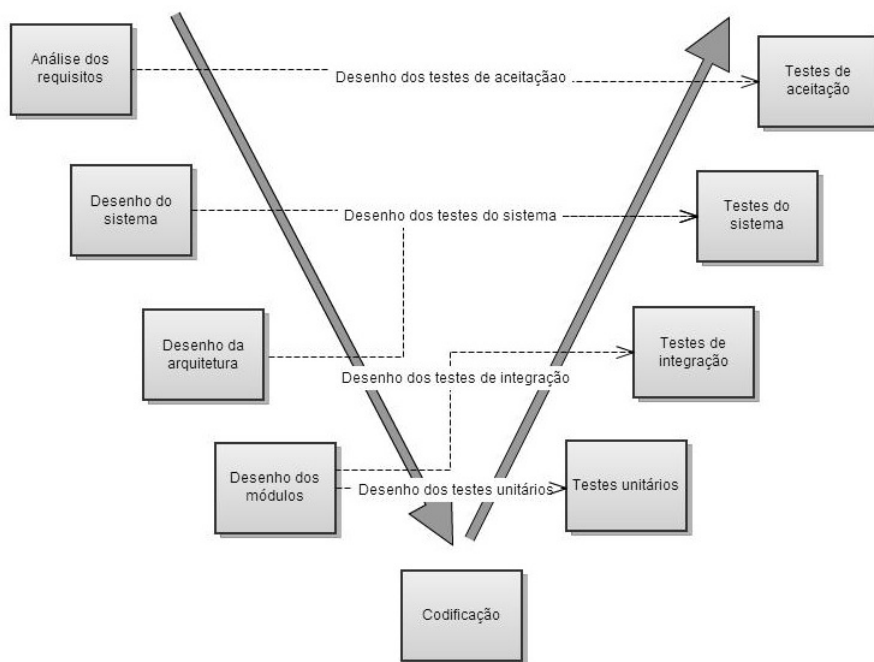 Análise dos
requisitos
Desenho dos testes de aceitaçãao
Testes de
aceitação
Desenho do
sistema
Desenho dos testes do sistema
Testes do
sistema
Desenho da
arquitetura
Desenho dos testes de integração
Testes de
integração
Desenho dos
módulos
Desenho dos testes unitários
Testes unitários
Codificação